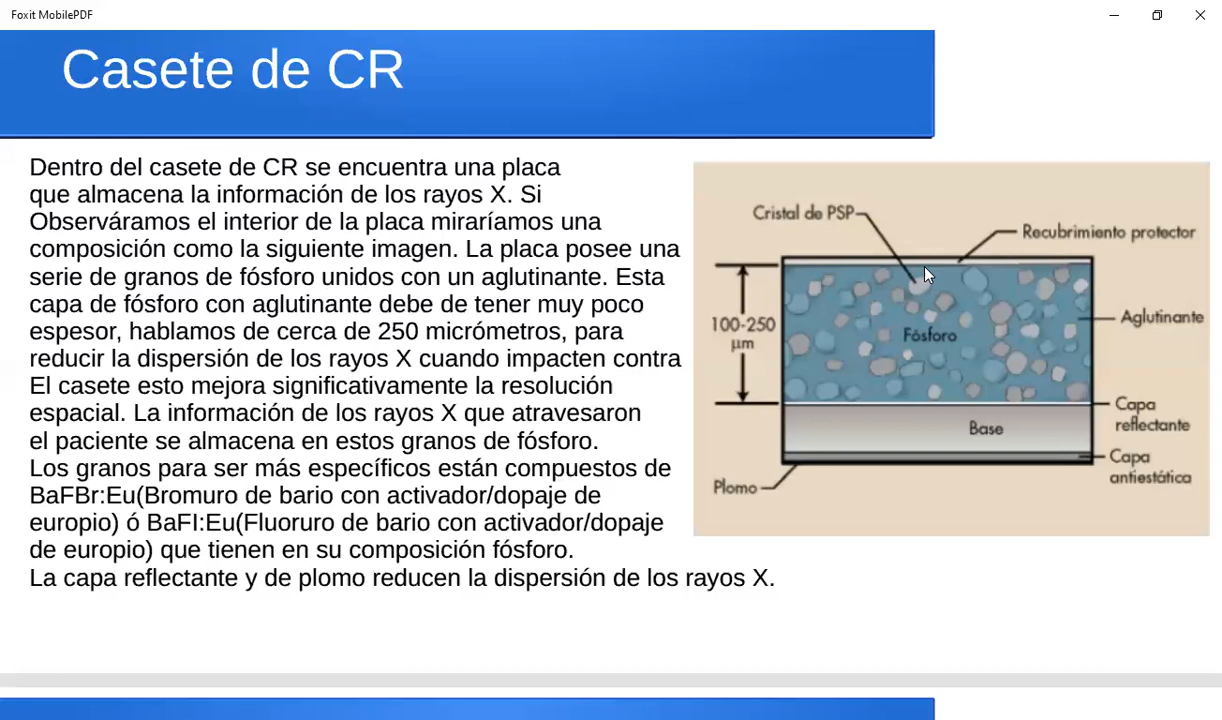 Foxit MobilePDF
Casete de CR
Dentro del casete de CR se encuentra una placa
que almacena la información de los rayos X. Si
Observáramos el interior de la placa miraríamos una
composición como la siguiente imagen. La placa posee una
serie de granos de fósforo unidos con un aglutinante. Esta
capa de fósforo con aglutinante debe de tener muy poco
espesor, hablamos de cerca de 250 micrómetros, para
reducir la dispersión de los rayos X cuando impacten contra
El casete esto mejora significativamente la resolución
espacial. La información de los rayos X que atravesaron
el paciente se almacena en estos granos de fósforo.
Los granos para ser más específicos están compuestos de
BaFBr:Eu(Bromuro de bario con activador/dopaje de
europio) ó BaFI:Eu(Fluoruro de bario con activador/dopaje
de europio) que tienen en su composición fósforo.
La capa reflectante y de plomo reducen la dispersión de los rayos X.
Cristal de PSP
Recubrimiento protector
100-250
μm
Fósforo
Aglutinante
Capa
reflectante
Base
Capa
antiestática
Plomo